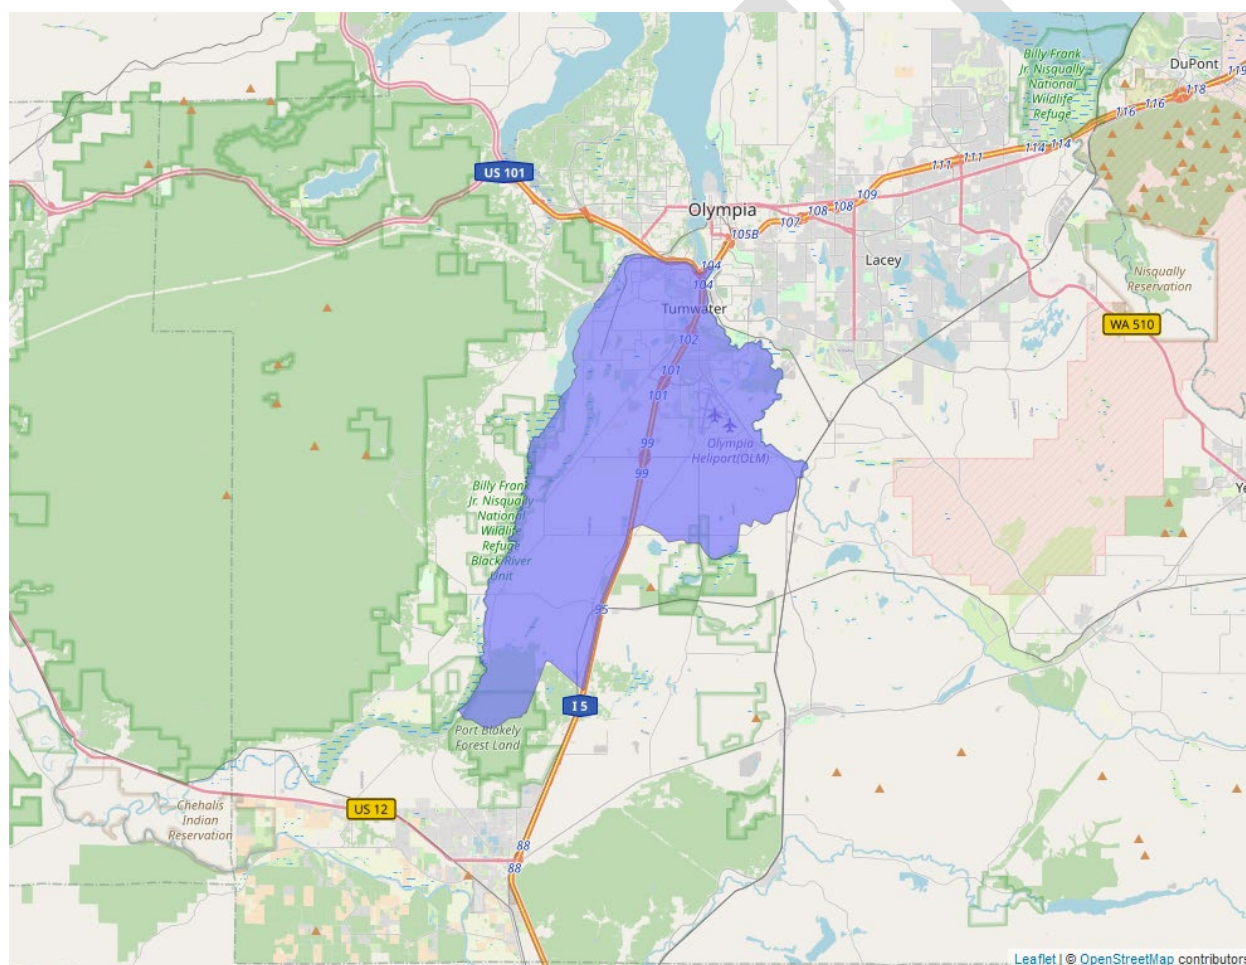 Billy Frank
Jr. Nisqually
National
Wildlife
Refuge
DuPont
119
118
116
116
114
114
111
111
US 101
109
108
108
107
Olympia
105B
104
104
Lacey
Nisqually
Reservation
WA 510
Tumwater
102
101
101
99
99
Olympia
Heliport(OLM)
Billy Frank
Jr. Nisqually
National
Wildlife
Refuge
Black River
Unit
Ye
95
I 5
Port Blakely
Forest Land
Chehalis
Indian
Reservation
US 12
88
88
Leaflet | © OpenStreetMap contributors